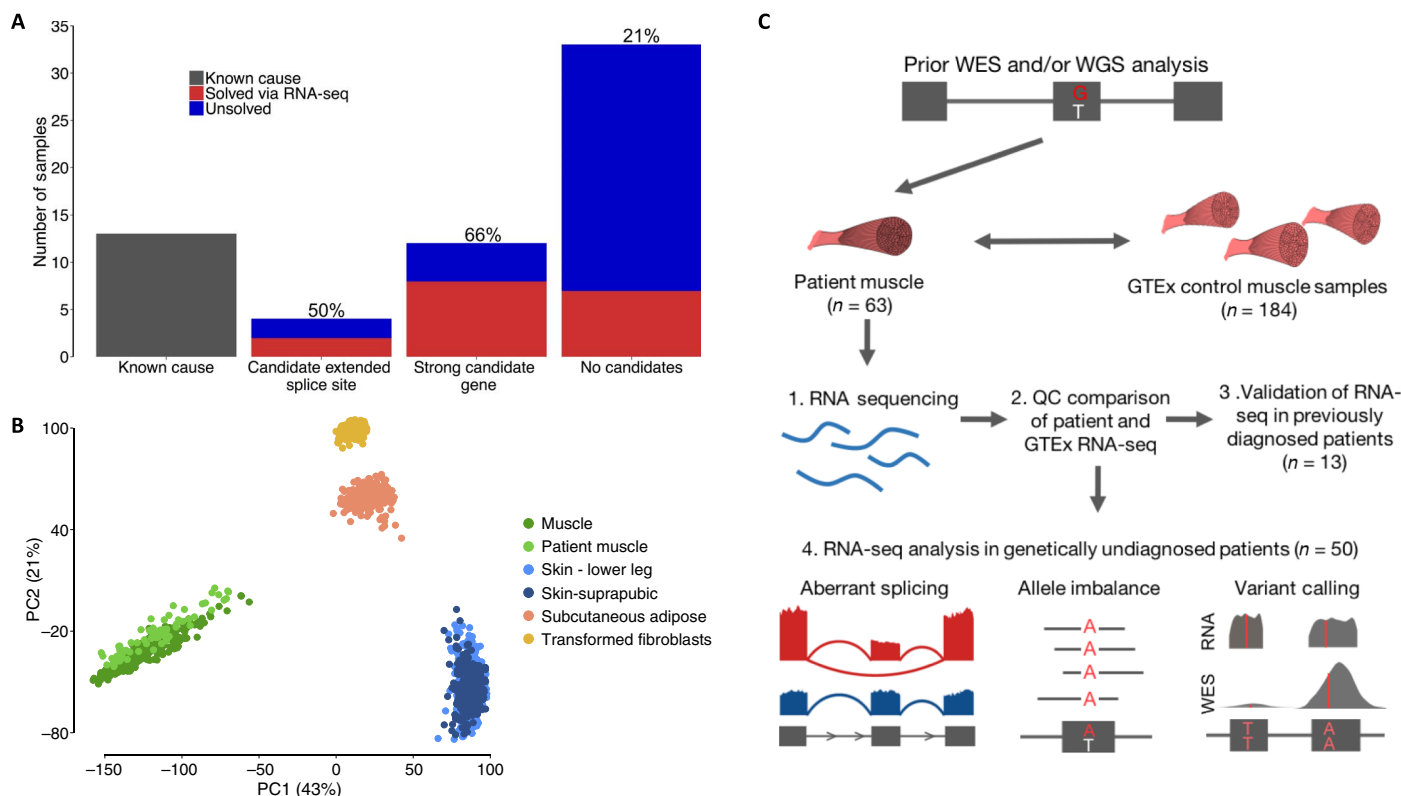 A
35
30
25
20
15
10
5
0
Number of samples
Known cause
Solved via RNA-seq
Unsolved
50%
66%
21%
Known cause
Candidate extended
splice site
Strong candidate
gene
No candidates
B
100
40
−20
−80
PC2 (21%)
−150
−100
−50
0
50
100
PC1 (43%)
Muscle
Patient muscle
Skin - lower leg
Skin-suprapubic
Subcutaneous adipose
Transformed fibroblasts
C
Prior WES and/or WGS analysis
G
T
Patient muscle
(n = 63)
GTEx control muscle samples
(n = 184)
1. RNA sequencing
2. QC comparison
of patient and
GTEx RNA-seq
3 .Validation of RNA-
seq in previously
diagnosed patients
(n = 13)
4. RNA-seq analysis in genetically undiagnosed patients (n = 50)
Aberrant splicing
Allele imbalance
A
A
A
A
A
T
Variant calling
RNA
WES
T
T
A
A